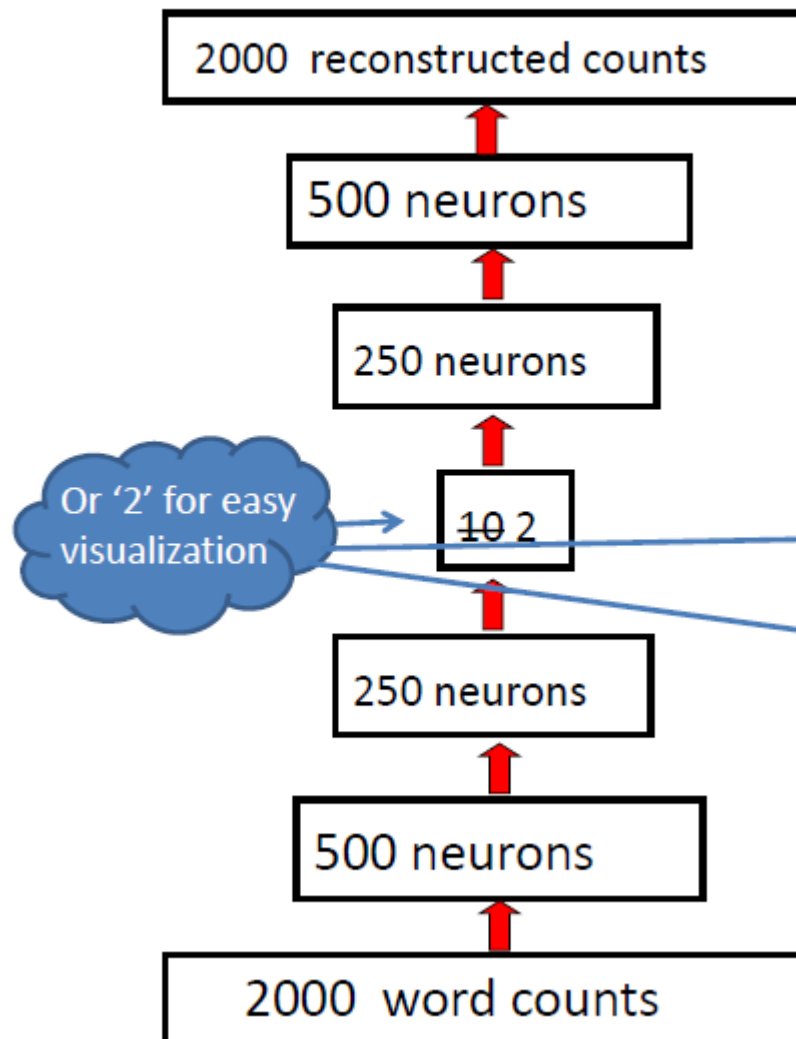 2000 reconstructed counts
500 neurons
250 neurons
Or ‘2’ for easy
visualization
10 2
250 neurons
500 neurons
2000 word counts